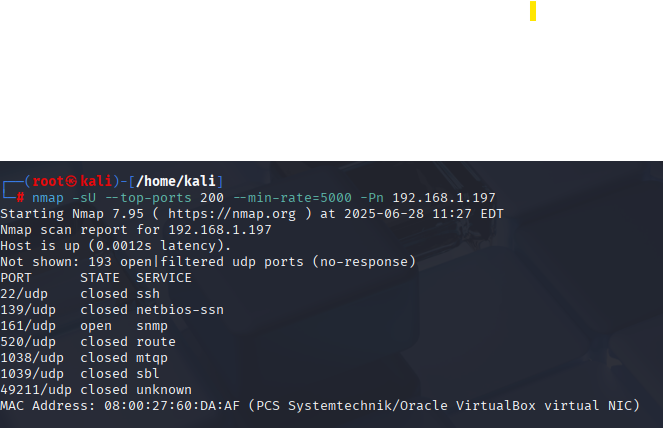 ┌──(root㉿kali)-[/home/kali]
└─# nmap -sU --top-ports 200 --min-rate=5000 -Pn 192.168.1.197
Starting Nmap 7.95 ( https://nmap.org ) at 2025-06-28 11:27 EDT
Nmap scan report for 192.168.1.197
Host is up (0.0012s latency).
Not shown: 193 open|filtered udp ports (no-response)
PORT      STATE  SERVICE
22/udp    closed ssh
139/udp   closed netbios-ssn
161/udp   open   snmp
520/udp   closed route
1038/udp  closed mtqp
1039/udp  closed sbl
49211/udp closed unknown
MAC Address: 08:00:27:60:DA:AF (PCS Systemtechnik/Oracle VirtualBox virtual NIC)